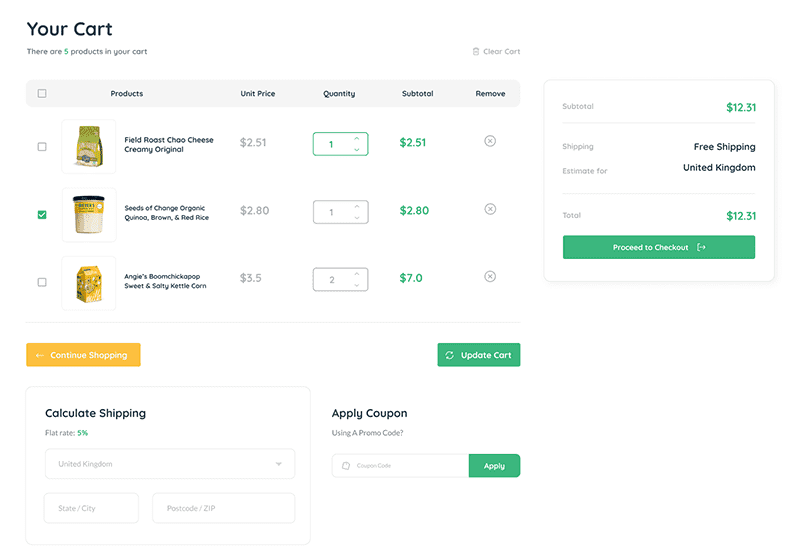 Your Cart
There are 5 products in your cart
Clear Cart
Products Unit Price Quantity Subtotal Remove
Field Roast Chao Cheese
Creamy Original
$2.51 1 $2.51
Seeds of Change Organic
Quinoa, Brown, & Red Rice
$2.80 1 $2.80
Angie's Boomchickapop
Sweet & Salty Kettle Corn
$3.5 2 $7.0
Continue Shopping
Update Cart
Subtotal $12.31
Shipping Free Shipping
Estimate for United Kingdom
Total $12.31
Proceed to Checkout
Calculate Shipping
Flat rate: 5%
United Kingdom
State / City
Postcode / ZIP
Apply Coupon
Using A Promo Code?
Coupon Code
Apply